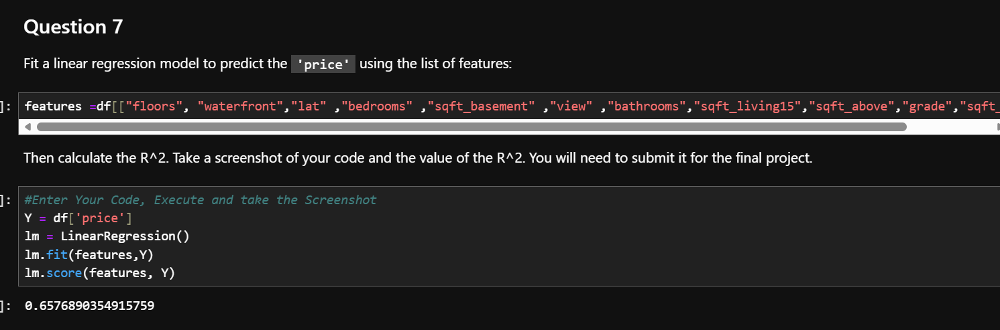 Question 7
Fit a linear regression model to predict the 'price' using the list of features:
]: features =df[["floors", "waterfront","lat" ,"bedrooms" ,"sqft_basement" ,"view" ,"bathrooms","sqft_living15","sqft_above","grade","sqft_
Then calculate the R^2. Take a screenshot of your code and the value of the R^2. You will need to submit it for the final project.
]: #Enter Your Code, Execute and take the Screenshot
Y = df['price']
lm = LinearRegression()
lm.fit(features,Y)
lm.score(features, Y)
]: 0.6576890354915759